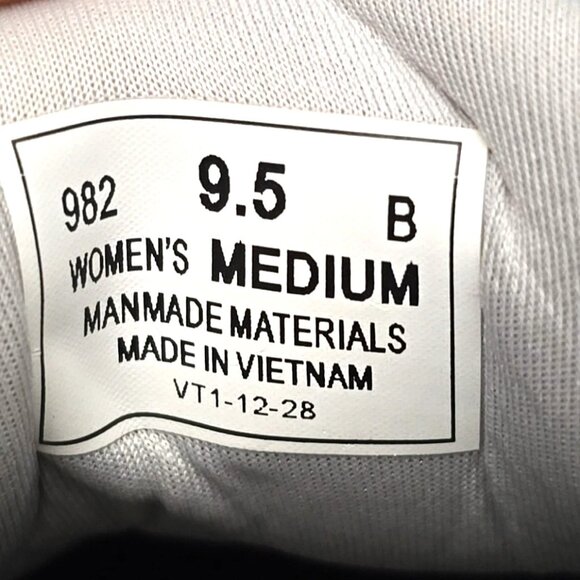 982 9.5 B
WOMEN'S MEDIUM
MANMADE MATERIALS
MADE IN VIETNAM
VT1-12-28